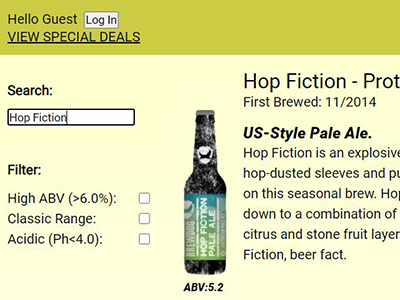 Hello Guest Log In
VIEW SPECIAL DEALS
Search:
Hop Fiction
Filter:
High ABV (>6.0%):
Classic Range:
Acidic (Ph<4.0):
BREWDOG
HOP FICTION
PALE ALE
ABV:5.2
Hop Fiction - Prot
First Brewed: 11/2014
US-Style Pale Ale.
Hop Fiction is an explosive
hop-dusted sleeves and pu
on this seasonal brew. Hop
down to a combination of
citrus and stone fruit layer
Fiction, beer fact.